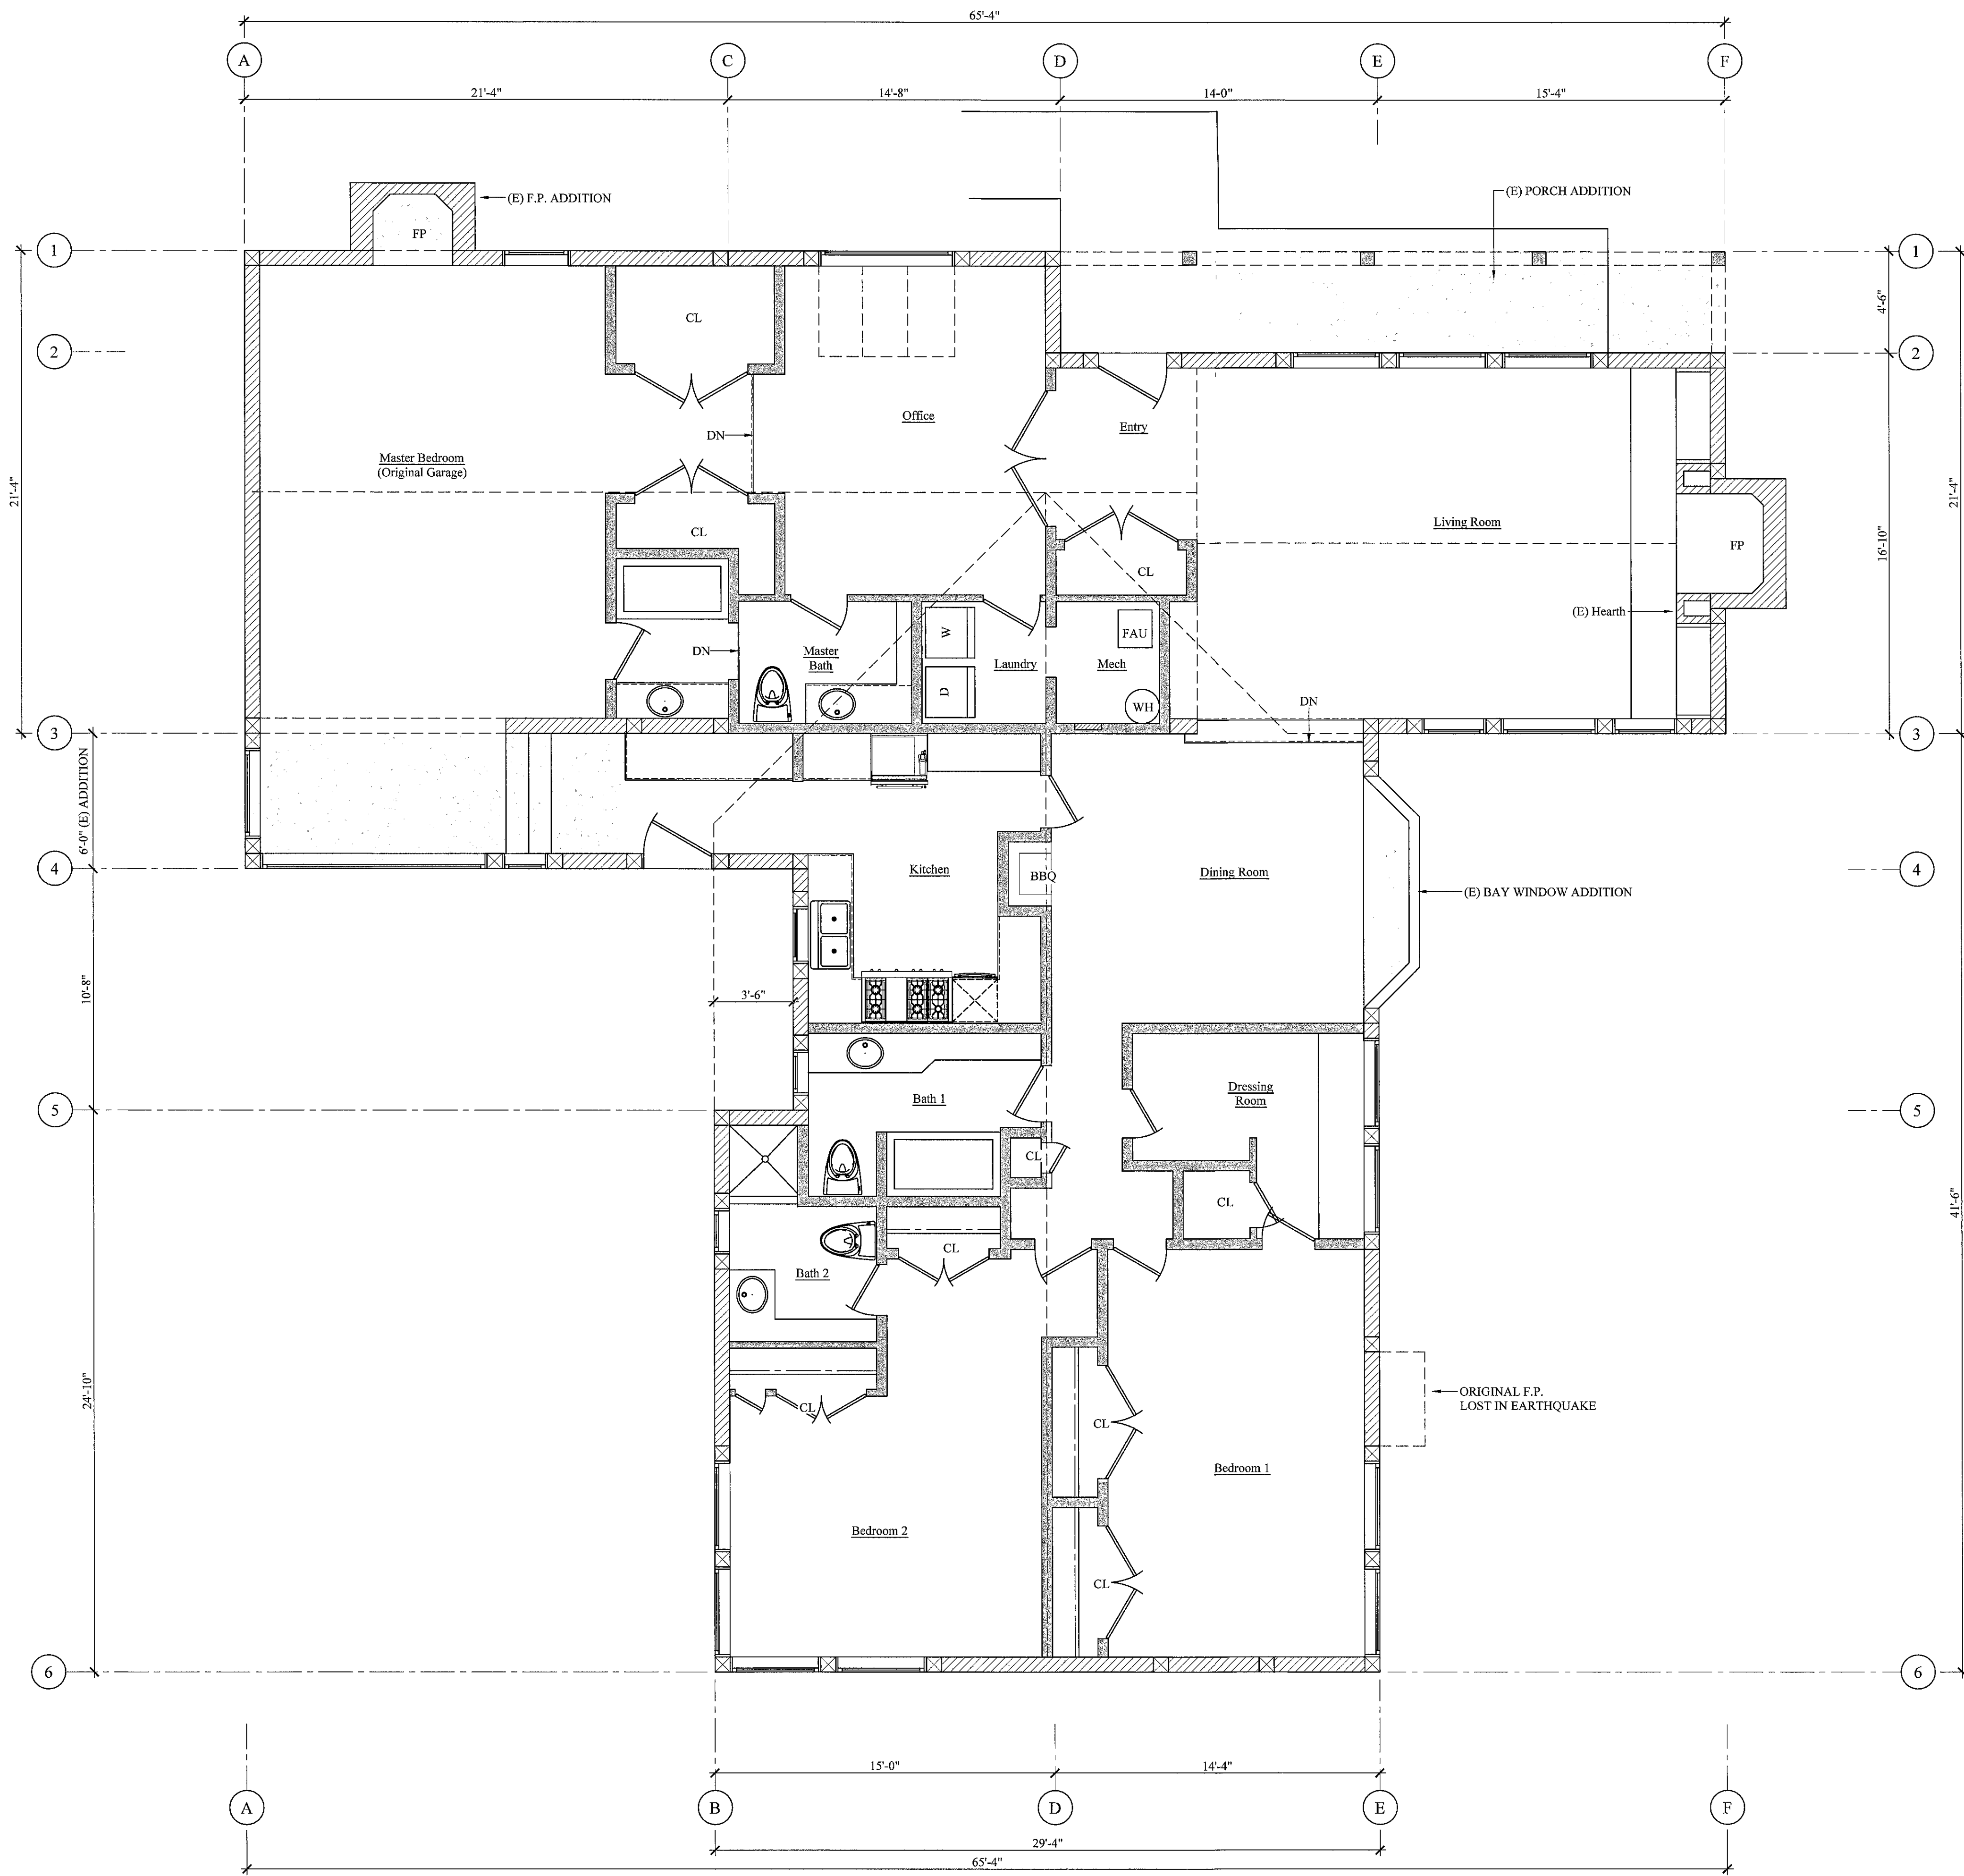 65'-4"
A
C
D
E
F
21'-4"
14'-8"
14-0"
15'-4"
(E) PORCH ADDITION
(E) F.P. ADDITION
FP
1
1
4'-6"
CL
2
2
Office
Entry
DN
Master Bedroom
(Original Garage)
21'-4"
21'-4"
16'-10"
Living Room
CL
FP
CL
(E) Hearth
W
FAU
DN
Master
Bath
Laundry
Mech
D
DN
WH
3
3
6'-0" (E) ADDITION
4
Kitchen
BBQ
Dining Room
4
(E) BAY WINDOW ADDITION
10'-8"
3'-6"
Dressing
Room
Bath 1
5
5
CL
CL
41'-6"
CL
Bath 2
24'-10"
ORIGINAL F.P.
LOST IN EARTHQUAKE
CL
CL
Bedroom 1
Bedroom 2
CL
6
6
15'-0"
14'-4"
A
B
D
E
F
29'-4"
65'-4"